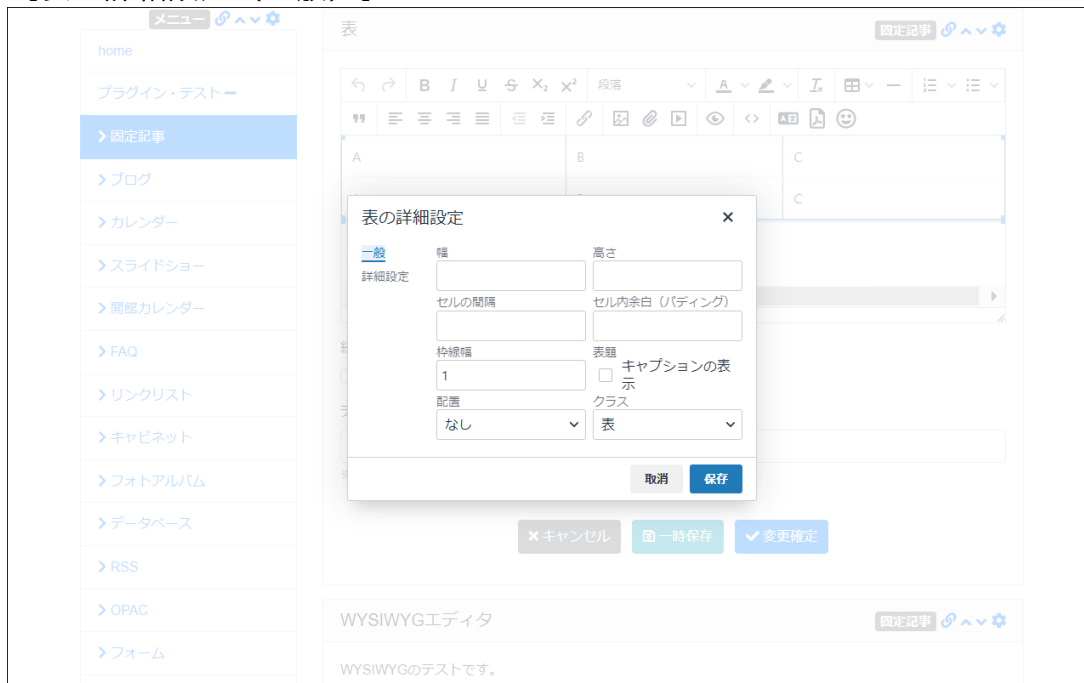 メニュー
home
プラグイン・テスト
固定記事
ブログ
カレンダー
スライドショー
開館カレンダー
FAQ
リンクリスト
キャビネット
フォトアルバム
データベース
RSS
OPAC
フォーム
表
固定記事
段落
A B C
C
表の詳細設定
一般
詳細設定
幅
高さ
セルの間隔
セル内余白（パディング）
枠線幅
1
表題
キャプションの表
示
配置
なし
クラス
表
取消
保存
キャンセル
一時保存
変更確定
WYSIWYGエディタ
固定記事
WYSIWYGのテストです。